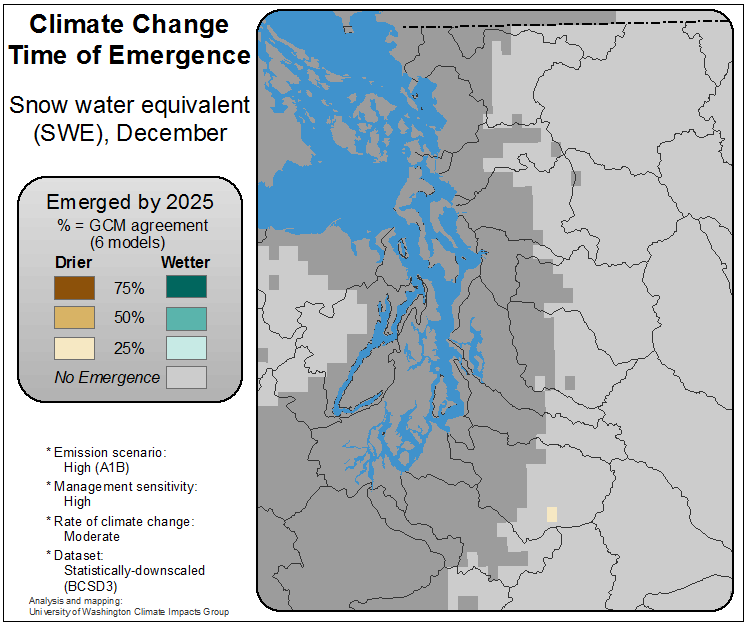 Climate Change
Time of Emergence
Snow water equivalent
(SWE), December
Emerged by 2025
% = GCM agreement
(6 models)
Drier Wetter
75%
50%
25%
No Emergence
* Emission scenario:
High (A1B)
* Management sensitivity:
High
* Rate of climate change:
Moderate
* Dataset:
Statistically-downscaled
(BCSD3)
Analysis and mapping:
University of Washington Climate Impacts Group